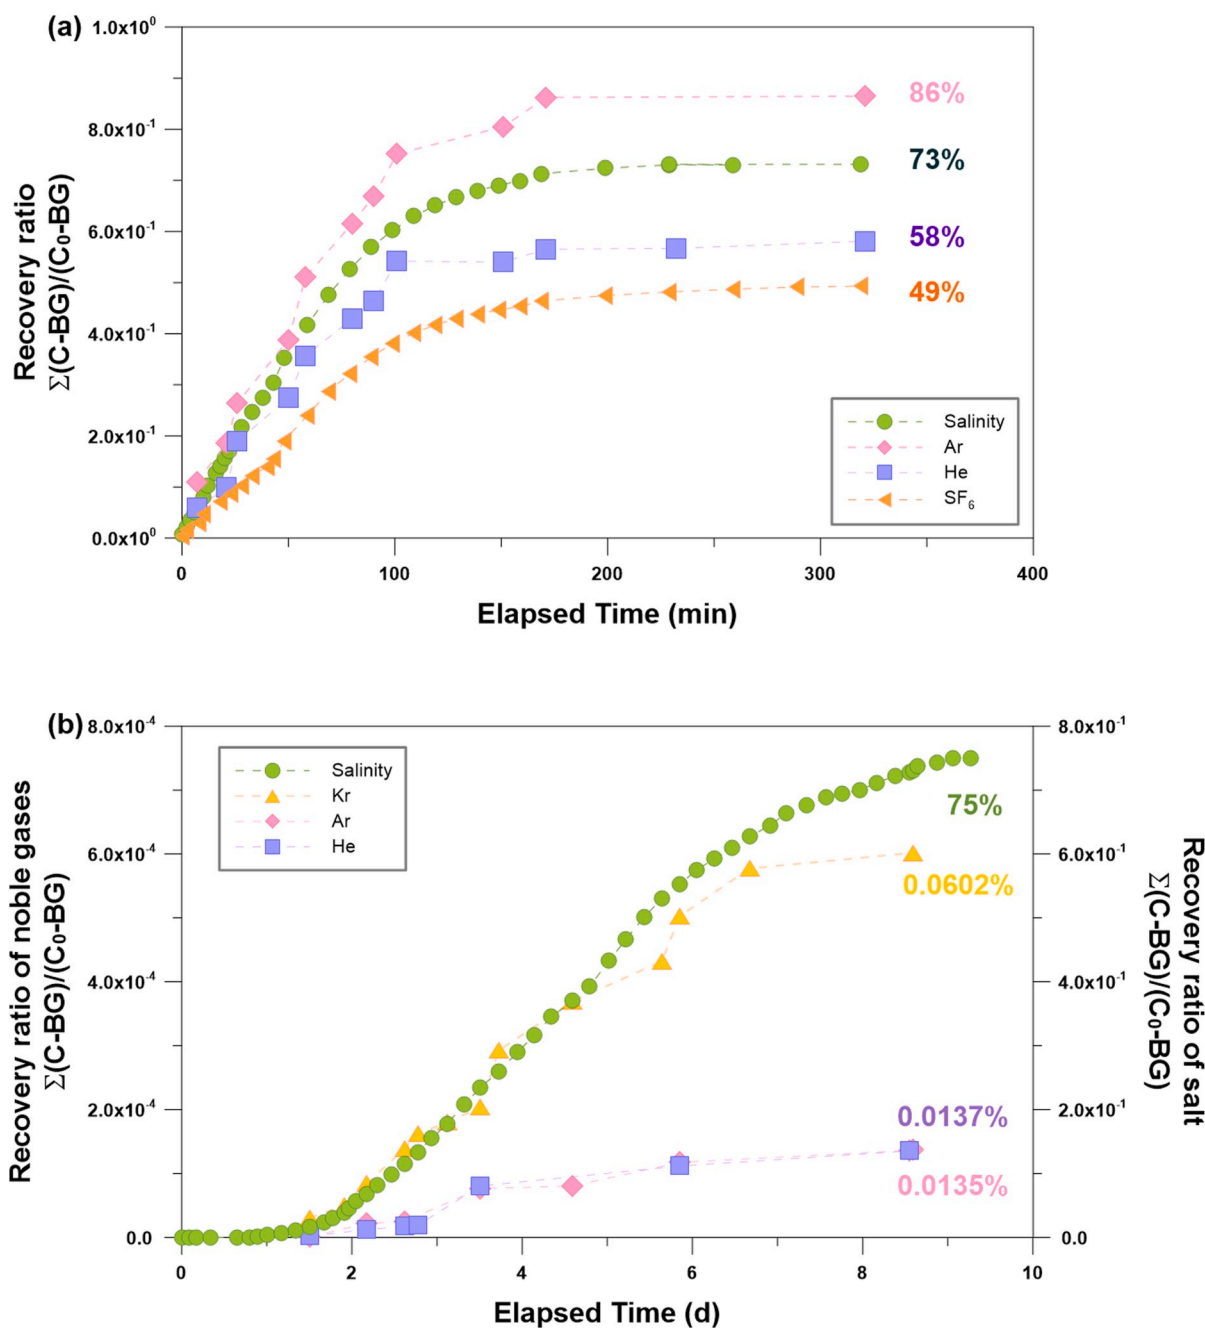 (a)
1.0x10⁰
8.0x10⁻¹
6.0x10⁻¹
4.0x10⁻¹
2.0x10⁻¹
0.0x10⁰
Recovery ratio
Σ(C-BG)/(C₀-BG)
86%
73%
58%
49%
Salinity
Ar
He
SF₆
0 100 200 300 400
Elapsed Time (min)
(b)
8.0x10⁻⁴
6.0x10⁻⁴
4.0x10⁻⁴
2.0x10⁻⁴
0.0
Recovery ratio of noble gases
Σ(C-BG)/(C₀-BG)
Salinity
Kr
Ar
He
75%
0.0602%
0.0137%
0.0135%
8.0x10⁻¹
6.0x10⁻¹
4.0x10⁻¹
2.0x10⁻¹
0.0
Recovery ratio of salt
Σ(C-BG)/(C₀-BG)
0 2 4 6 8 10
Elapsed Time (d)